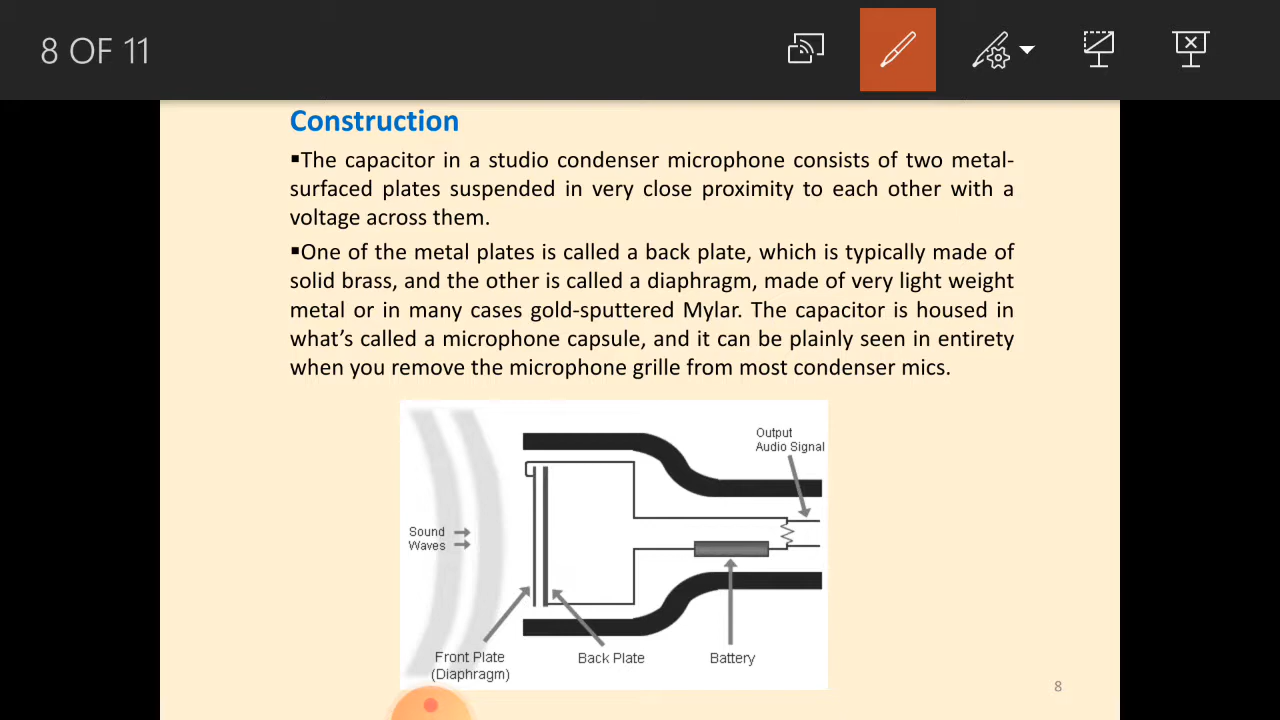 8 OF 11
Construction
▪The capacitor in a studio condenser microphone consists of two metal-
surfaced plates suspended in very close proximity to each other with a
voltage across them.
▪One of the metal plates is called a back plate, which is typically made of
solid brass, and the other is called a diaphragm, made of very light weight
metal or in many cases gold-sputtered Mylar. The capacitor is housed in
what’s called a microphone capsule, and it can be plainly seen in entirety
when you remove the microphone grille from most condenser mics.
Output
Audio Signal
Sound
Waves
Front Plate
(Diaphragm)
Back Plate
Battery
8